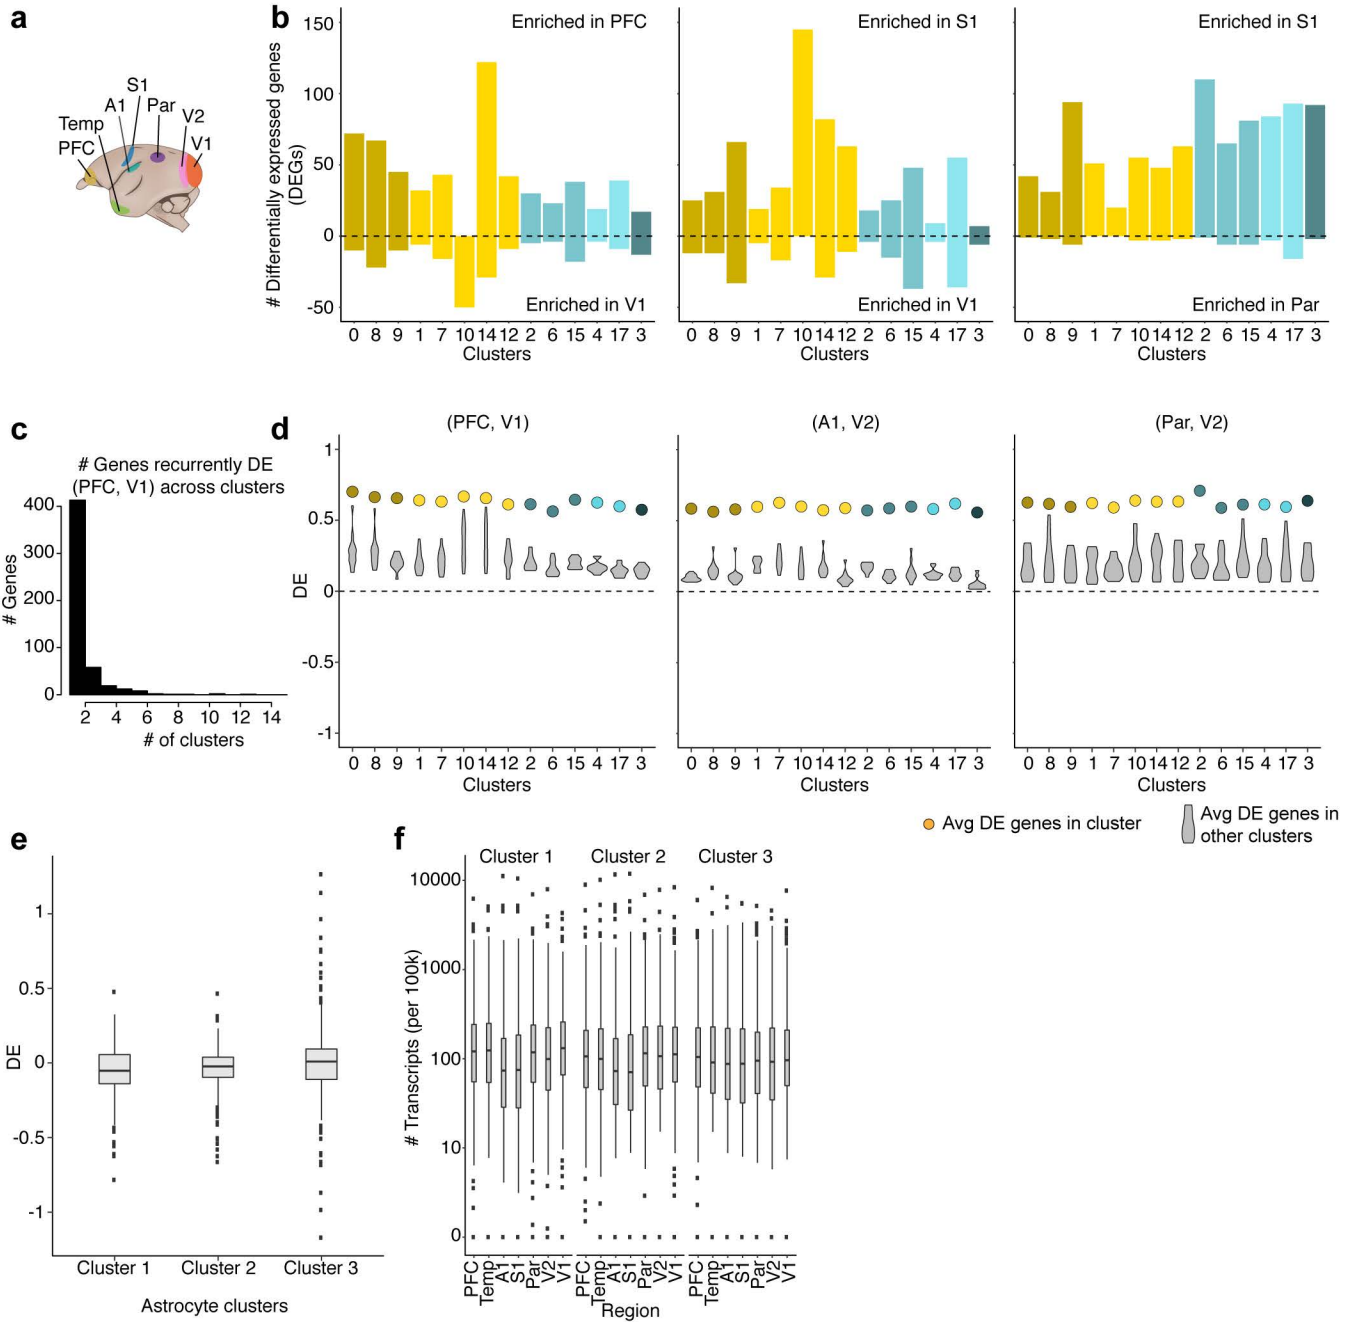 a
S1
A1 Par
V2
Temp
V1
PFC
b
# Differentially expressed genes
(DEGs)
150
100
50
0
-50
Enriched in PFC
Enriched in V1
0 8 9 1 7 10 14 12 2 6 15 4 17 3
Clusters
Enriched in S1
Enriched in V1
0 8 9 1 7 10 14 12 2 6 15 4 17 3
Clusters
Enriched in S1
Enriched in Par
0 8 9 1 7 10 14 12 2 6 15 4 17 3
Clusters
c
# Genes recurrently DE
(PFC, V1) across clusters
# Genes
400
300
200
100
0
2 4 6 8 10 12 14
# of clusters
d
DE
1
0.5
0
-0.5
-1
(PFC, V1)
0 8 9 1 7 10 14 12 2 6 15 4 17 3
Clusters
(A1, V2)
0 8 9 1 7 10 14 12 2 6 15 4 17 3
Clusters
(Par, V2)
0 8 9 1 7 10 14 12 2 6 15 4 17 3
Clusters
Avg DE genes in cluster
Avg DE genes in
other clusters
e
DE
1
0.5
0
-0.5
-1
Cluster 1 Cluster 2 Cluster 3
Astrocyte clusters
f
# Transcripts (per 100k)
Cluster 1 Cluster 2 Cluster 3
10000
1000
100
10
0
PFC Temp A1 S1 Par V2 V1 PFC Temp A1 S1 Par V2 V1 PFC Temp A1 S1 Par V2 V1
Region